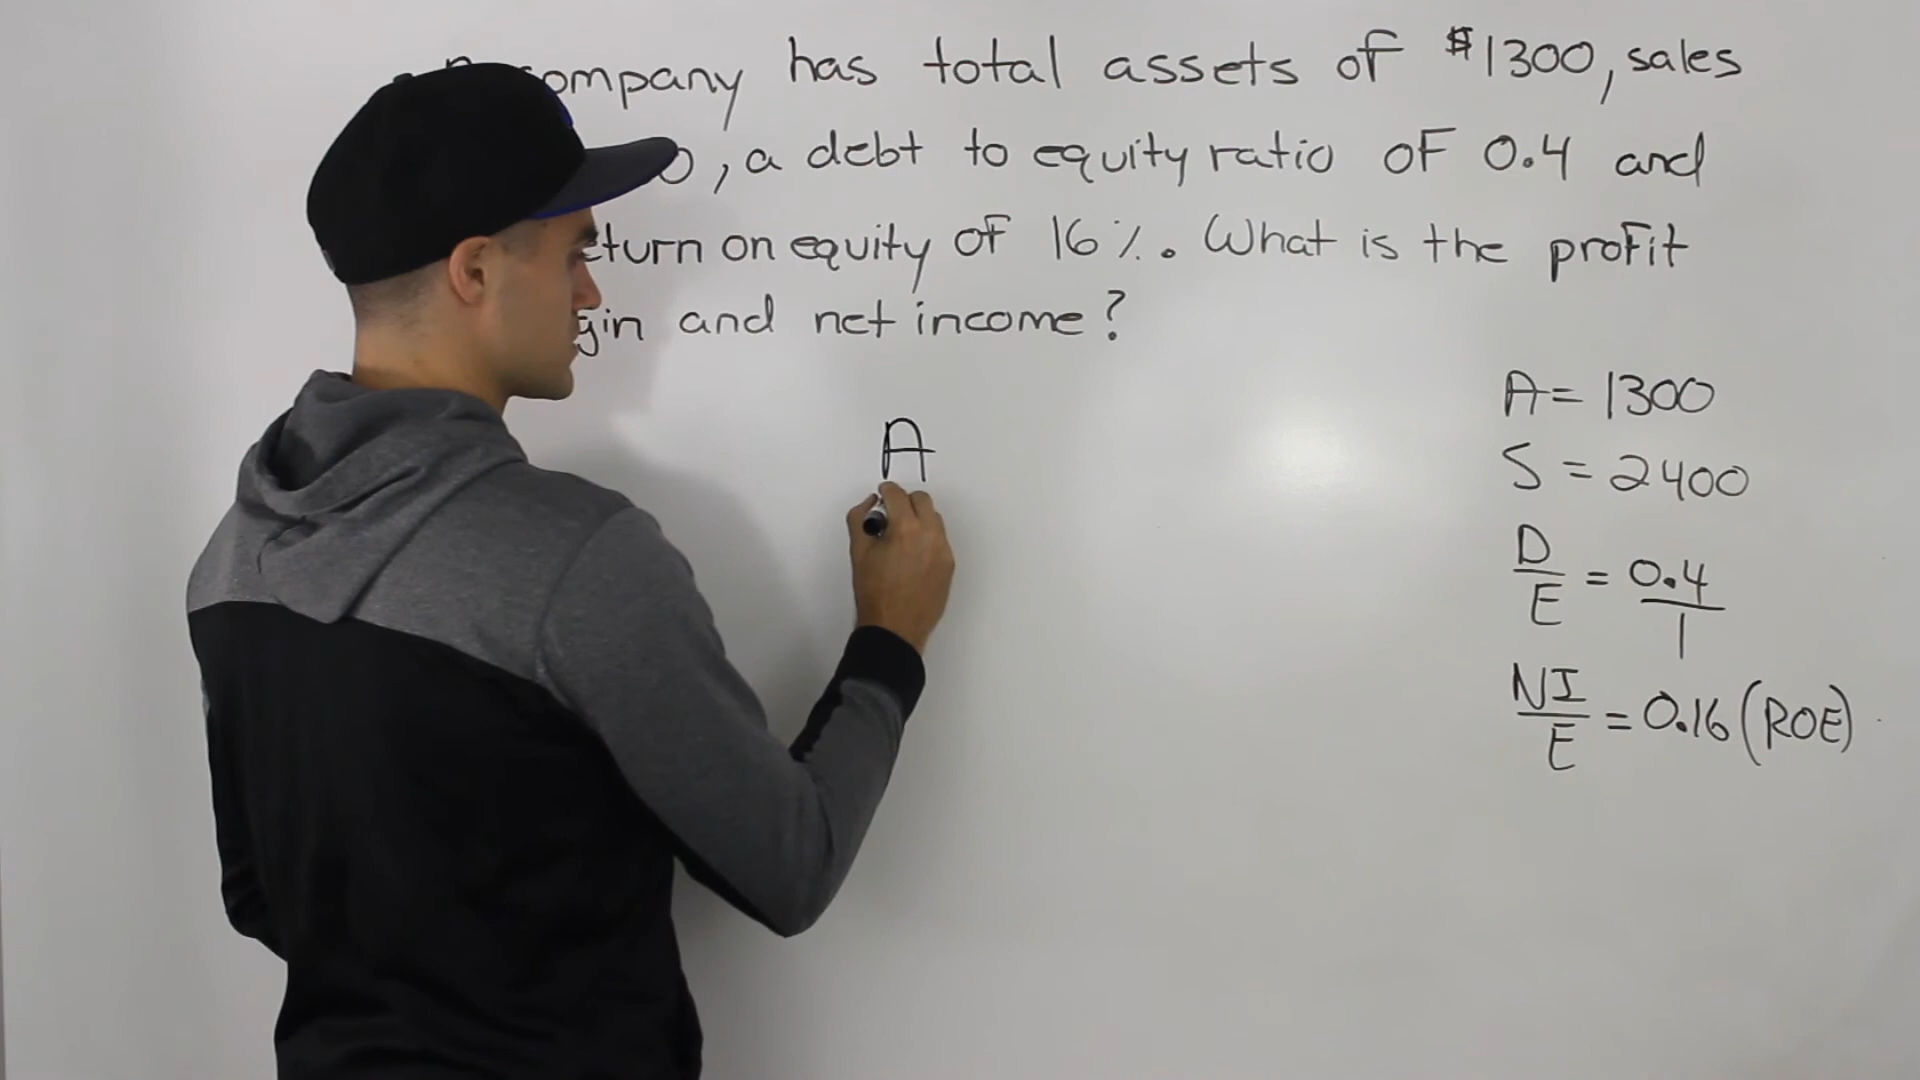 company has total assets of $1300, sales
, a debt to equity ratio of 0.4 and
eturn on equity of 16%. What is the profit
gin and net income?
A
A = 1300
S = 2400
D/E = 0.4/1
NI/E = 0.16 (ROE)